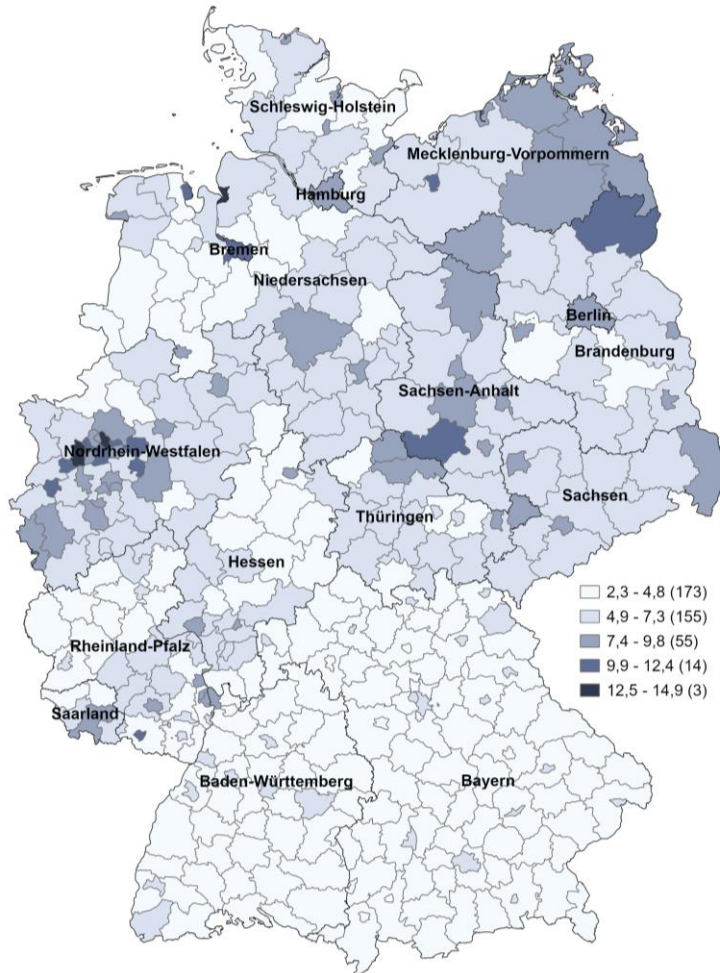 Schleswig-Holstein
Mecklenburg-Vorpommern
Hamburg
Bremen
Niedersachsen
Berlin
Brandenburg
Sachsen-Anhalt
Nordrhein-Westfalen
Sachsen
Thüringen
Hessen
Rheinland-Pfalz
Saarland
Baden-Württemberg
Bayern
2,3 - 4,8 (173)
4,9 - 7,3 (155)
7,4 - 9,8 (55)
9,9 - 12,4 (14)
12,5 - 14,9 (3)